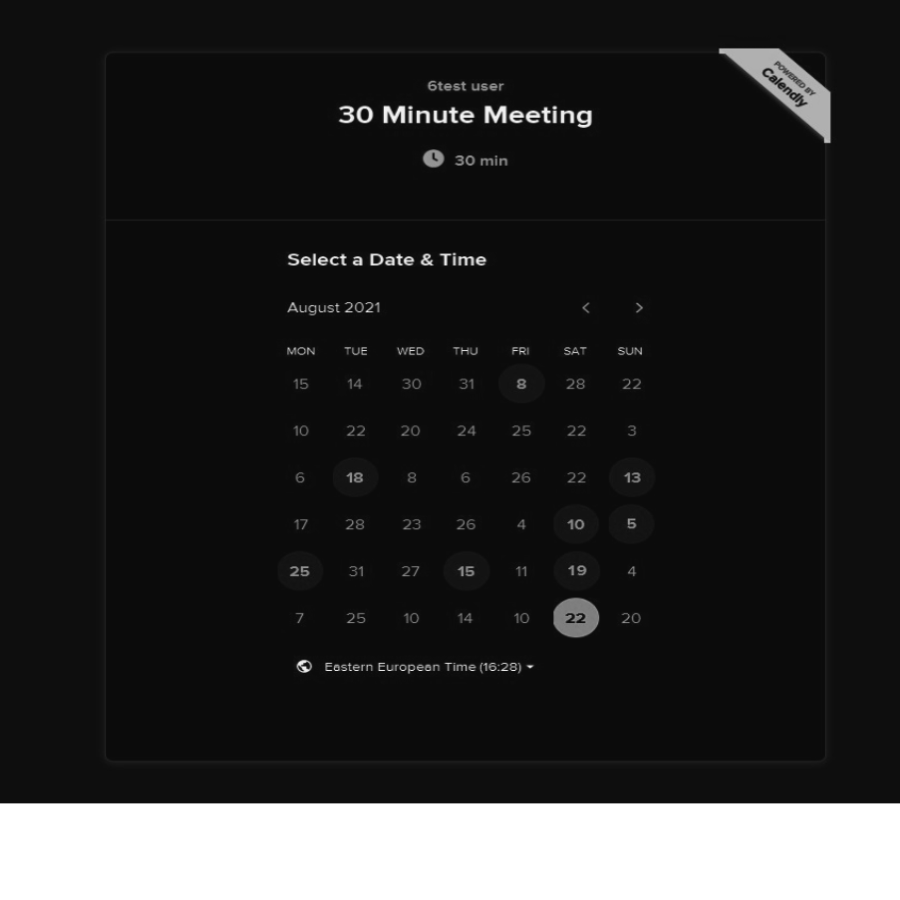 POWERED BY
Calendly
6test user
30 Minute Meeting
30 min
Select a Date & Time
August 2021
MON TUE WED THU FRI SAT SUN
15 14 30 31 8 28 22
10 22 20 24 25 22 3
6 18 8 6 26 22 13
17 28 23 26 4 10 5
25 31 27 15 11 19 4
7 25 10 14 10 22 20
Eastern European Time (16:28)